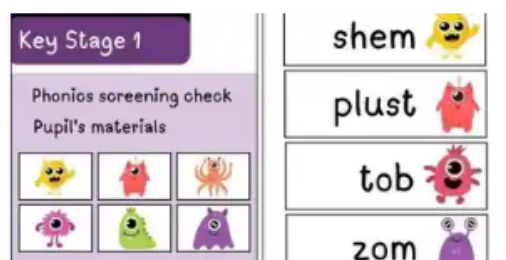 Key Stage 1
Phonics screening check
Pupil's materials
shem
plust
tob
zom